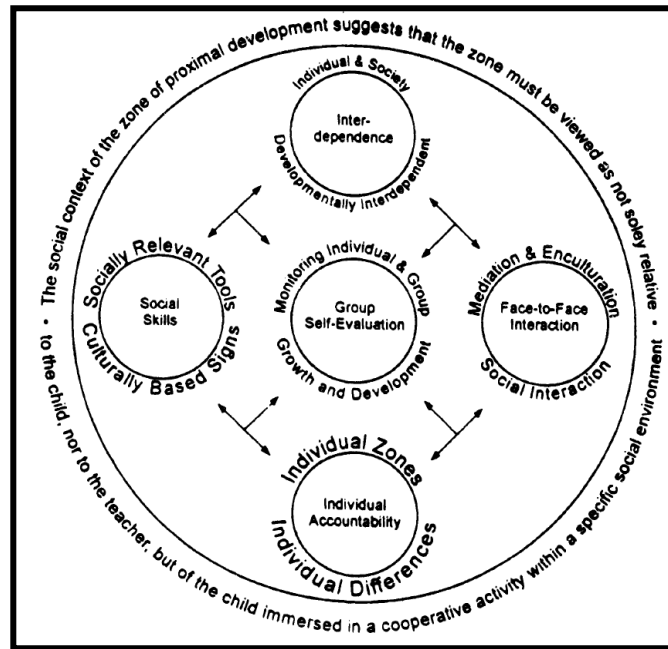 • The social context of the zone of proximal development suggests that the zone must be viewed as not soley relative •
to the child, nor to the teacher, but of the child immersed in a cooperative activity within a specific social environment
Individual & Society
Inter-
dependence
Developmentally Interdependent
Socially Relevant Tools
Social
Skills
Culturally Based Signs
Monitoring Individual & Group
Group
Self-Evaluation
Growth and Development
Mediation & Enculturation
Face-to-Face
Interaction
Social Interaction
Individual Zones
Individual
Accountability
Individual Differences